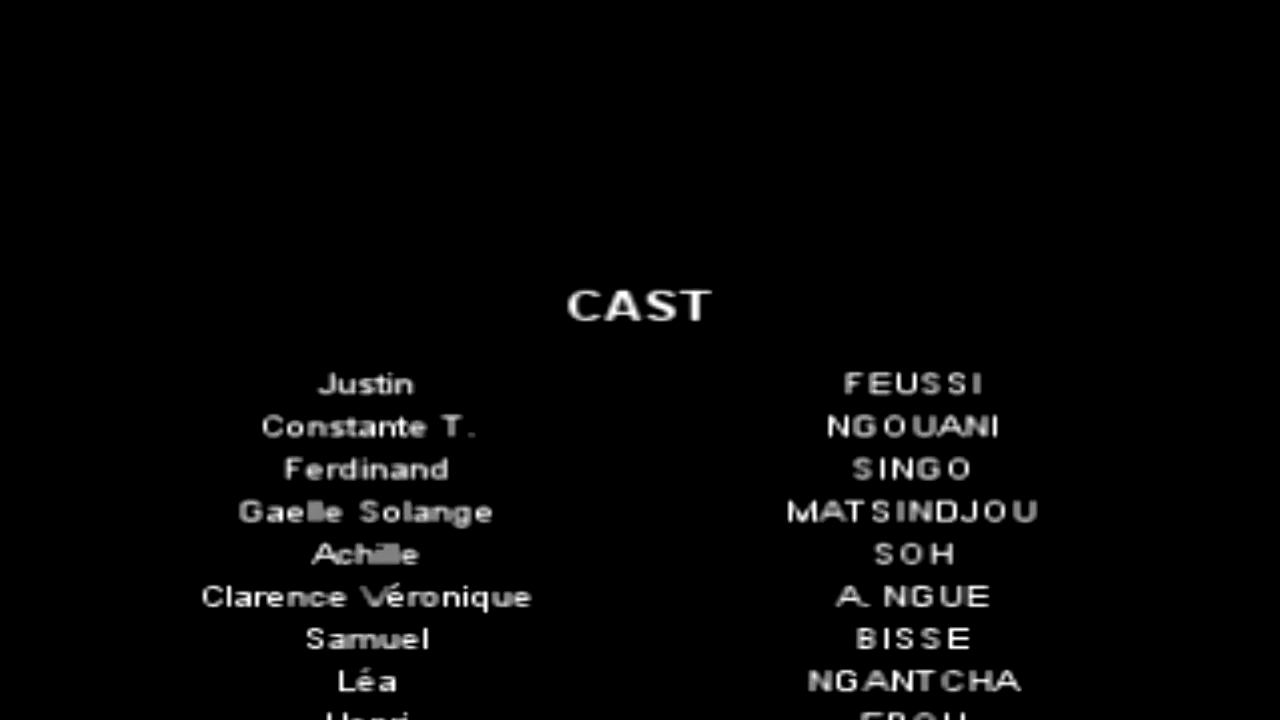 CAST
Justin FEUSSI
Constante T. NGOUANI
Ferdinand SINGO
Gaelle Solange MATSINDJOU
Achille SOH
Clarence Véronique A. NGUE
Samuel BISSE
Léa NGANTCHA